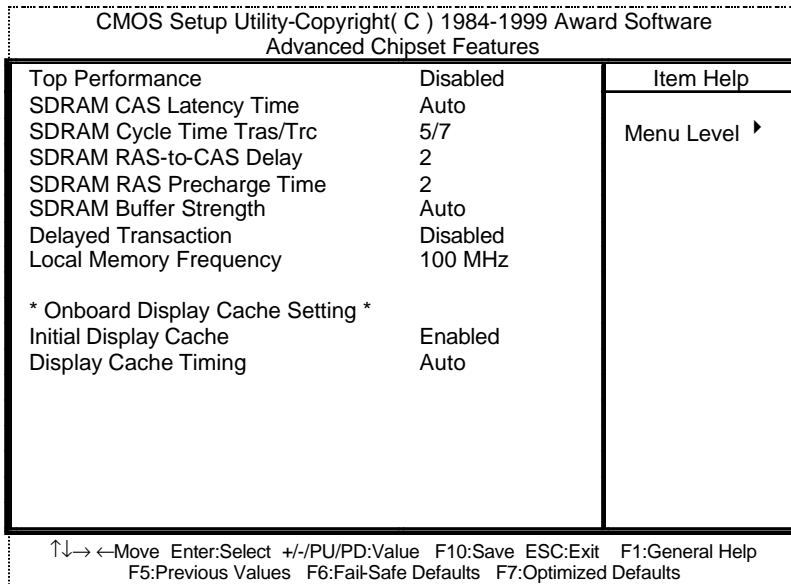 CMOS Setup Utility-Copyright( C ) 1984-1999 Award Software
Advanced Chipset Features
Top Performance Disabled
SDRAM CAS Latency Time Auto
SDRAM Cycle Time Tras/Trc 5/7
SDRAM RAS-to-CAS Delay 2
SDRAM RAS Precharge Time 2
SDRAM Buffer Strength Auto
Delayed Transaction Disabled
Local Memory Frequency 100 MHz
* Onboard Display Cache Setting *
Initial Display Cache Enabled
Display Cache Timing Auto
Item Help
Menu Level ▶
↑↓→←Move Enter:Select +/-/PU/PD:Value F10:Save ESC:Exit F1:General Help
F5:Previous Values F6:Fail-Safe Defaults F7:Optimized Defaults